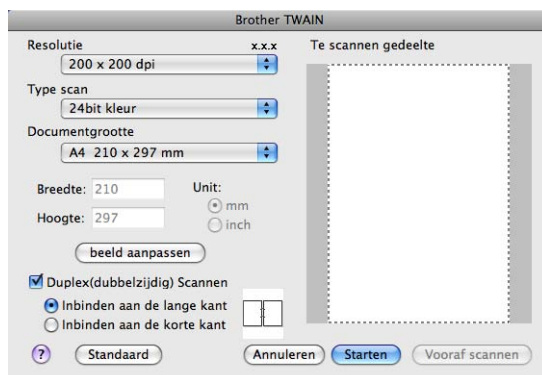 Brother TWAIN
Resolutie x.x.x
200 x 200 dpi
Type scan
24bit kleur
Documentgrootte
A4 210 x 297 mm
Breedte: 210 Unit:
mm
Hoogte: 297
inch
beeld aanpassen
Duplex(dubbelzijdig) Scannen
Inbinden aan de lange kant
Inbinden aan de korte kant
? Standaard Annuleren Starten Vooraf scannen
Te scannen gedeelte